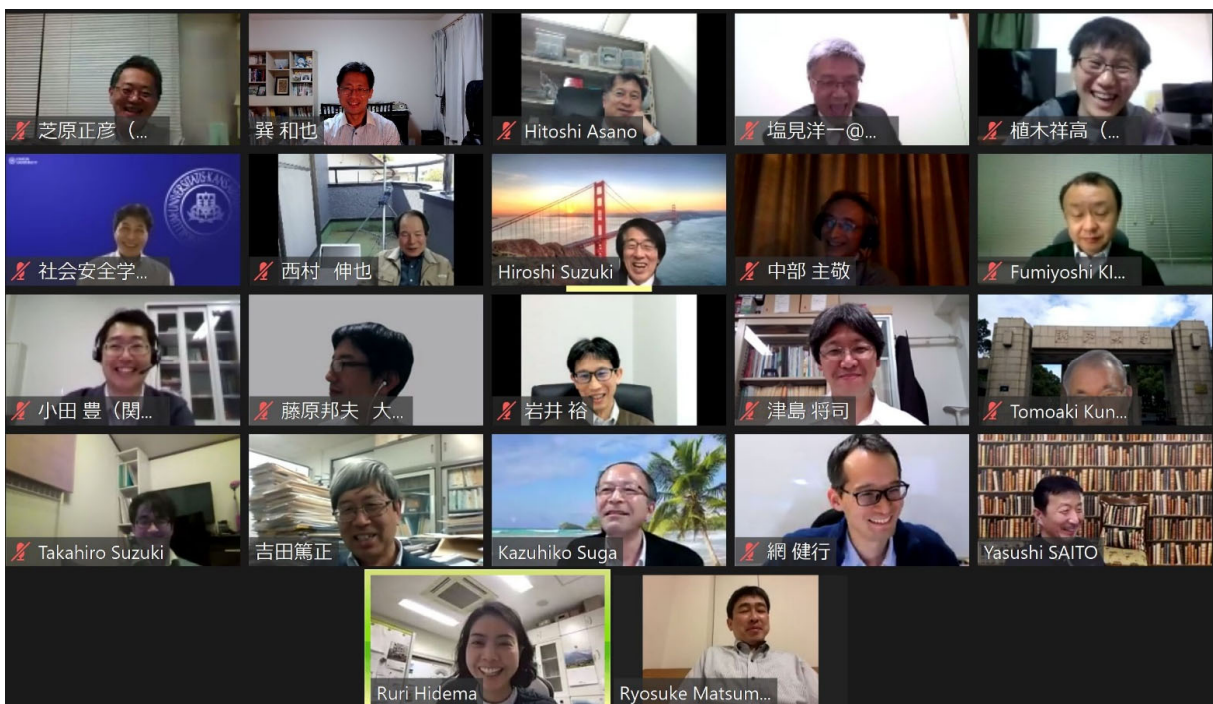 芝原正彦（...
巽 和也
Hitoshi Asano
塩見洋一@...
植木祥高（...
社会安全学...
西村 伸也
Hiroshi Suzuki
中部 主敬
Fumiyoshi KI...
小田 豊（関...
藤原邦夫 大...
岩井 裕
津島 将司
Tomoaki Kun...
Takahiro Suzuki
吉田篤正
Kazuhiko Suga
網 健行
Yasushi SAITO
Ruri Hidema
Ryosuke Matsum...